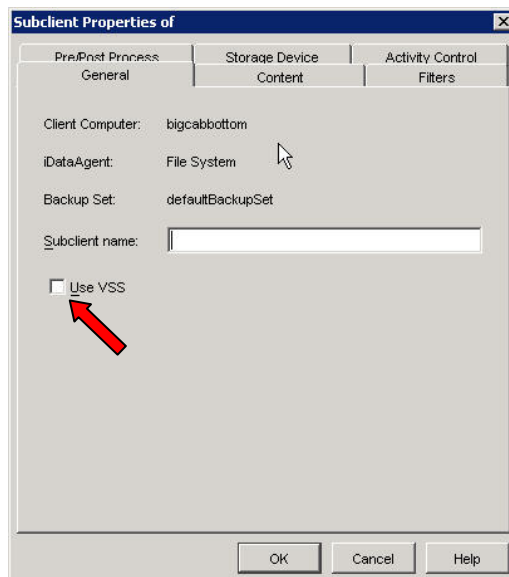 Subclient Properties of
Pre/Post Process Storage Device Activity Control
General Content Filters
Client Computer: bigcabbottom
iDataAgent: File System
Backup Set: defaultBackupSet
Subclient name:
Use VSS
OK Cancel Help